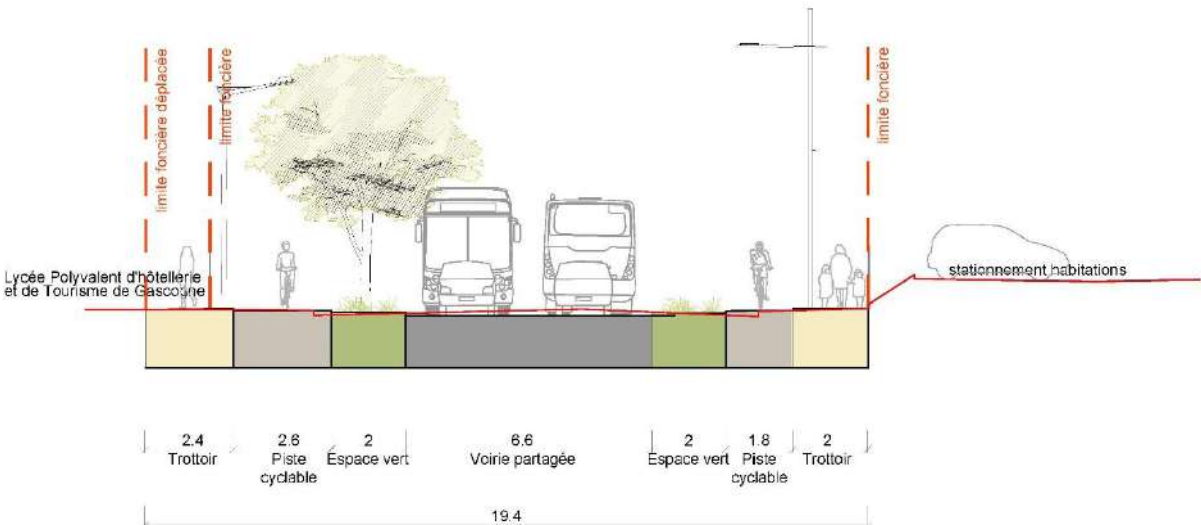 limite foncière déplacée
limite foncière
limite foncière
Lycée Polyvalent d'hôtellerie
et de Tourisme de Gascogne
stationnement habitations
2.4
Trottoir
2.6
Piste
cyclable
2
Espace vert
6.6
Voirie partagée
2
Espace vert
1.8
Piste
cyclable
2
Trottoir
19.4